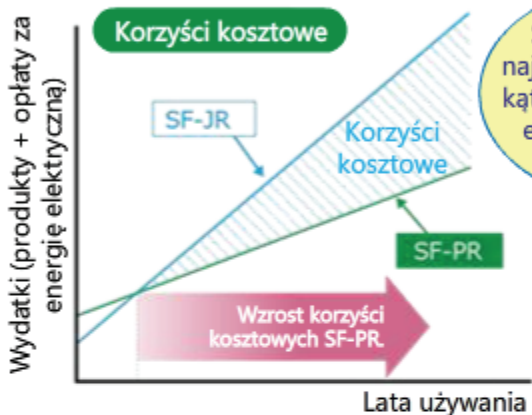 Korzyści kosztowe
Wydatki (produkty + opłaty za
energię elektryczną)
SF-JR
Korzyści
kosztowe
SF-PR
Wzrost korzyści
kosztowych SF-PR.
Lata używania